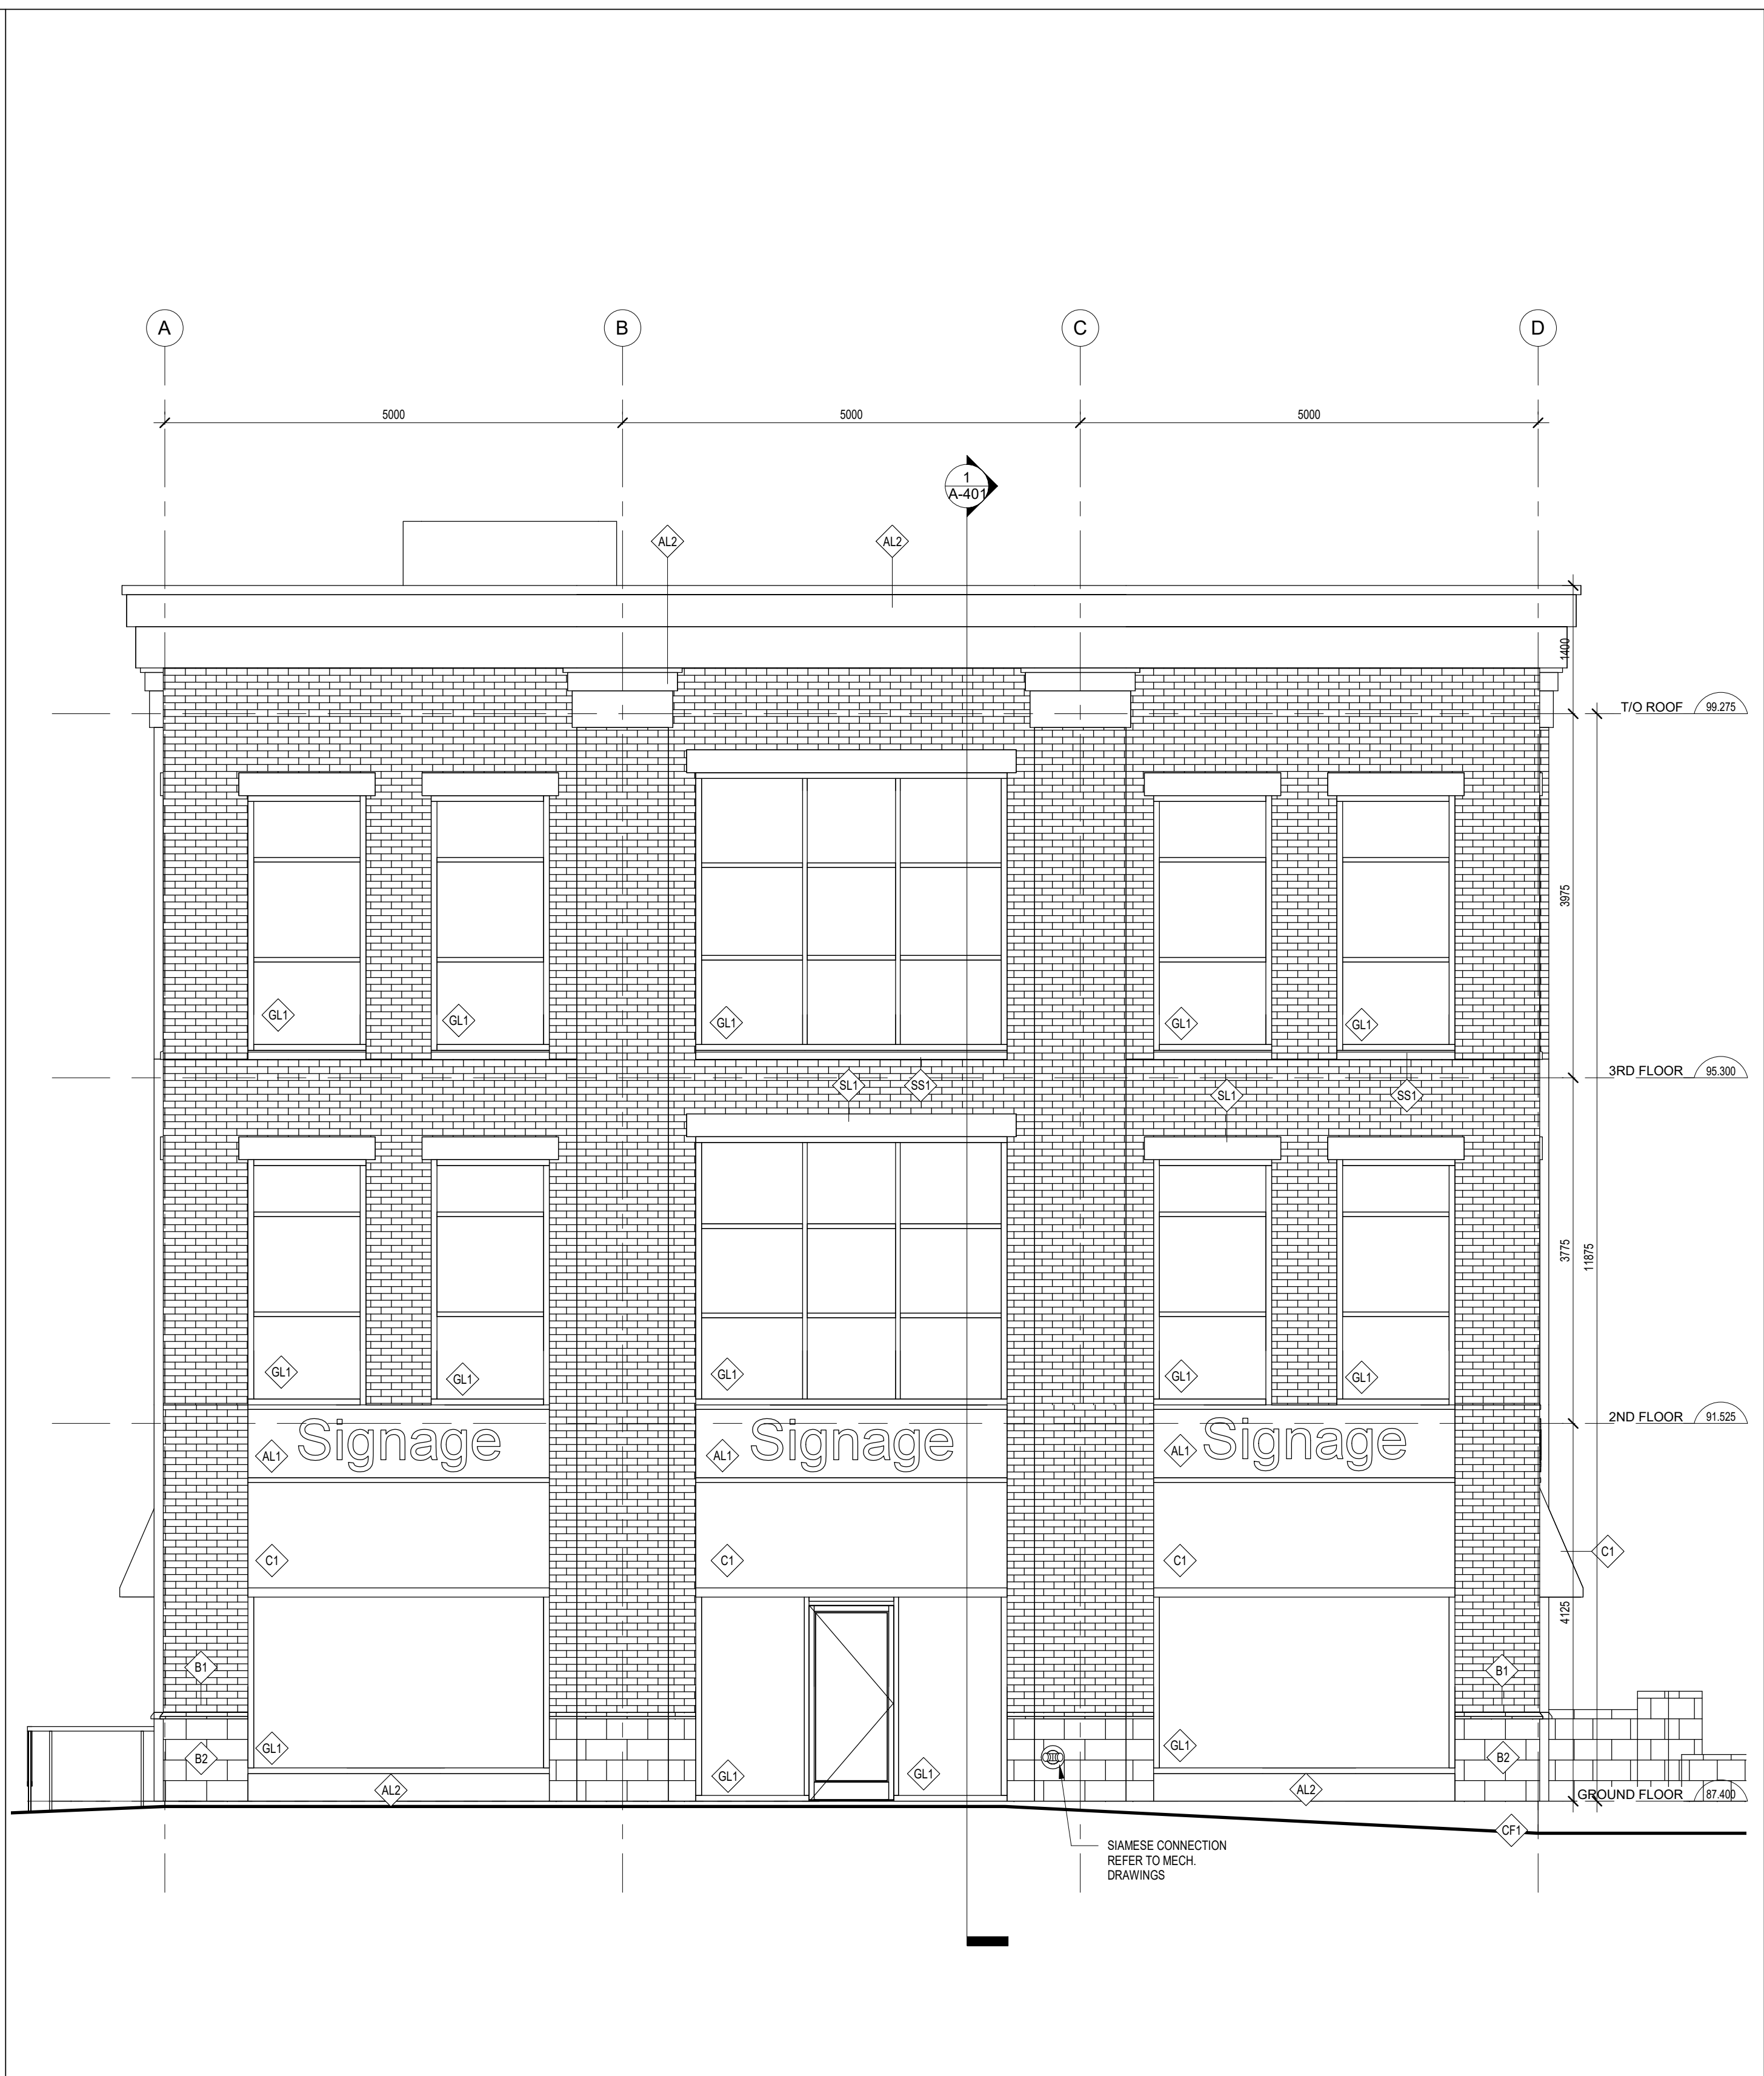 A B C D
5000 5000 5000
1
A-401
AL2 AL2
1400
T/O ROOF 99.275
3975
GL1 GL1 GL1 GL1 GL1
3RD FLOOR 95.300
SL1 SS1 SL1 SS1
3775
11875
GL1 GL1 GL1 GL1 GL1
2ND FLOOR 91.525
AL1 Signage AL1 Signage AL1 Signage
C1 C1 C1 C1
4125
B1 B1
GL1 GL1
B2 B2
GL1 GL1
AL2 AL2
GROUND FLOOR 87.400
CF1
SIAMESE CONNECTION
REFER TO MECH.
DRAWINGS